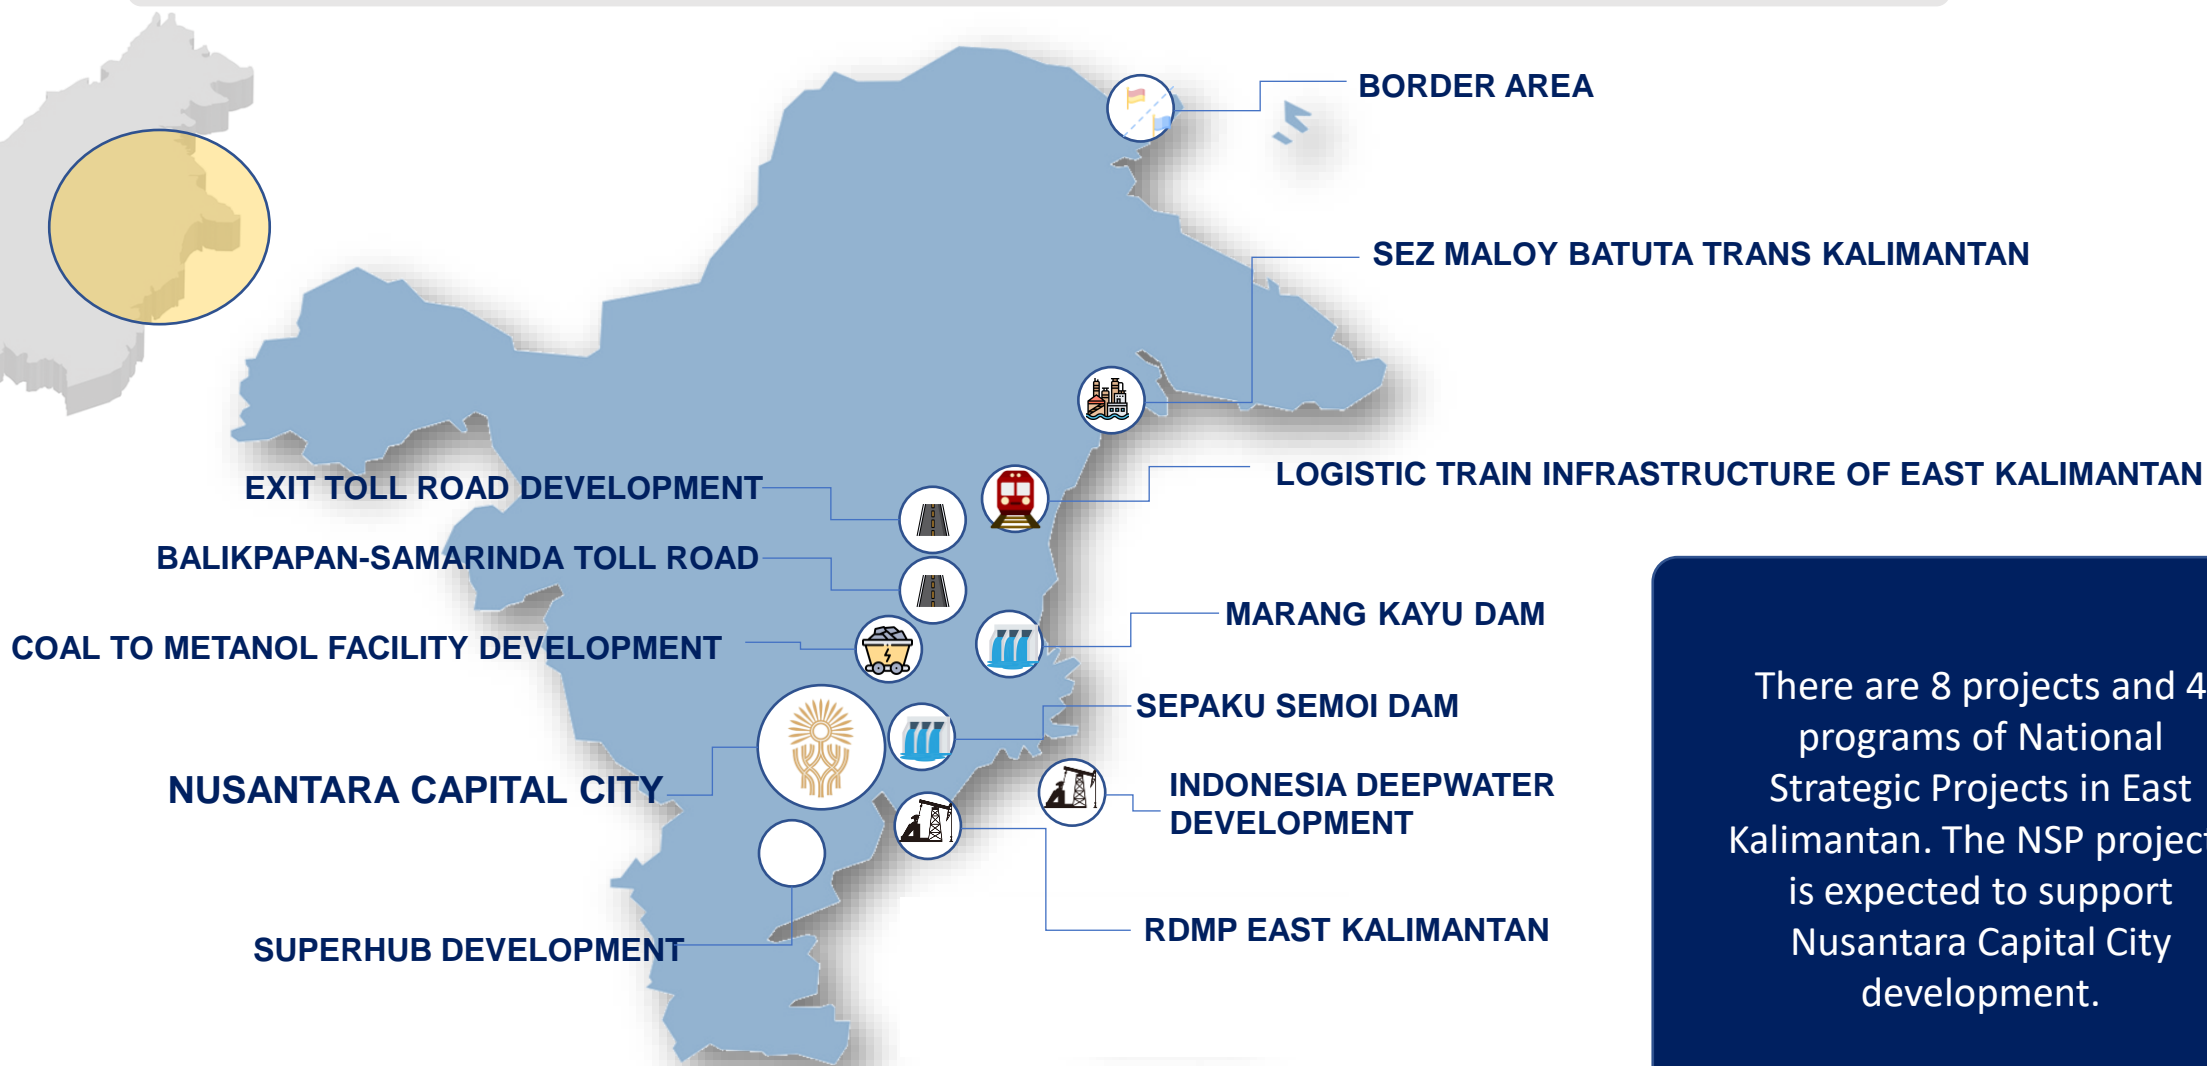 BORDER AREA
SEZ MALOY BATUTA TRANS KALIMANTAN
LOGISTIC TRAIN INFRASTRUCTURE OF EAST KALIMANTAN
EXIT TOLL ROAD DEVELOPMENT
BALIKPAPAN-SAMARINDA TOLL ROAD
MARANG KAYU DAM
COAL TO METANOL FACILITY DEVELOPMENT
SEPAKU SEMOI DAM
NUSANTARA CAPITAL CITY
INDONESIA DEEPWATER
DEVELOPMENT
RDMP EAST KALIMANTAN
SUPERHUB DEVELOPMENT
There are 8 projects and 4
programs of National
Strategic Projects in East
Kalimantan. The NSP project
is expected to support
Nusantara Capital City
development.